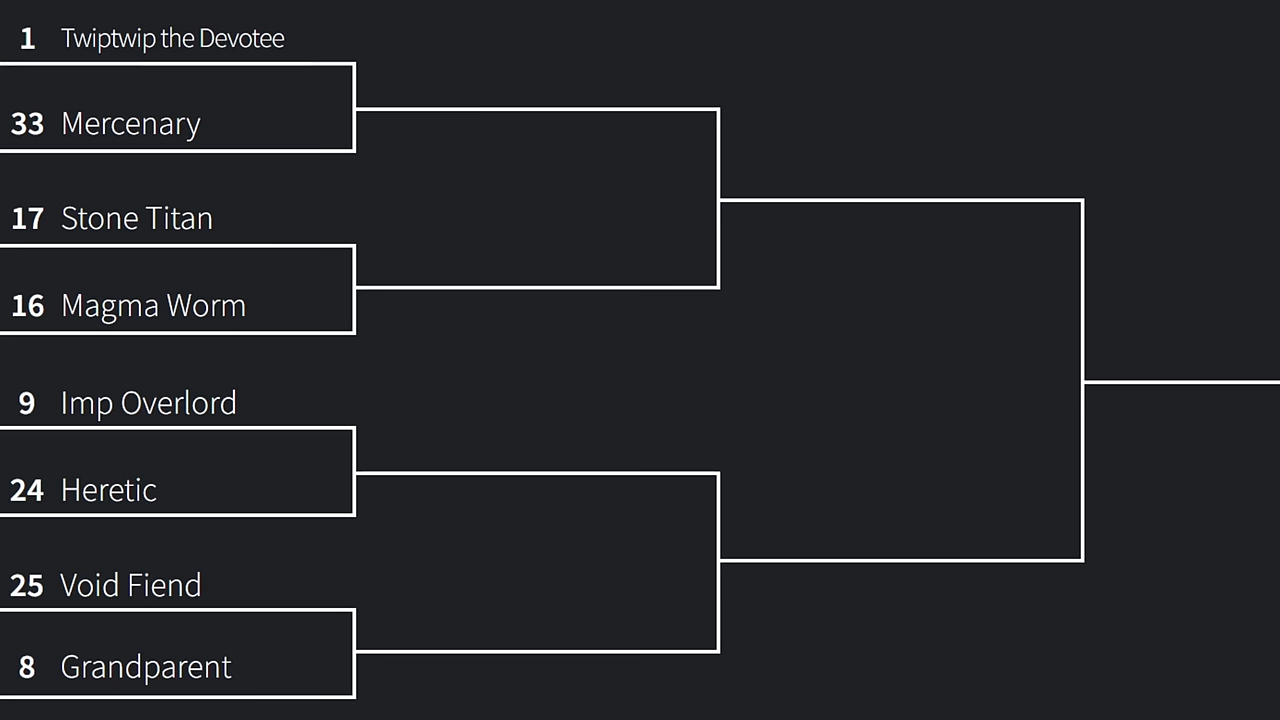 1 Twiptwip the Devotee
33 Mercenary
17 Stone Titan
16 Magma Worm
9 Imp Overlord
24 Heretic
25 Void Fiend
8 Grandparent